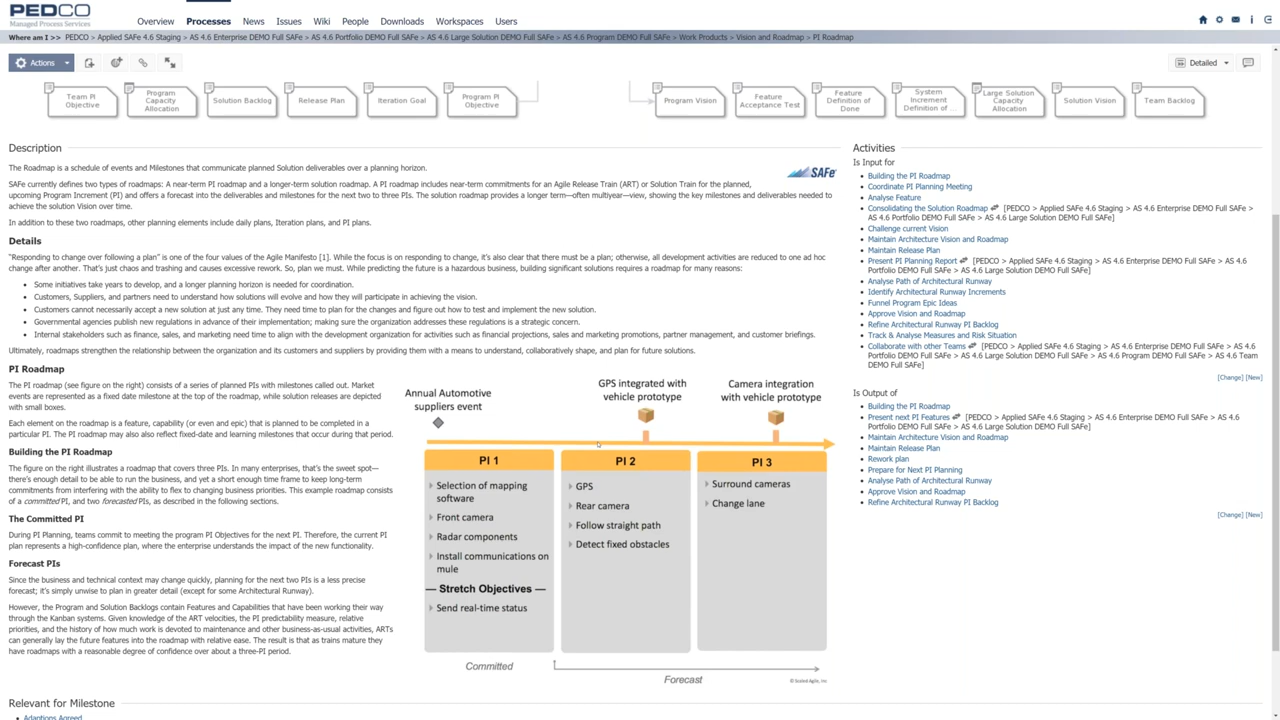 PEDCO
Managed Process Services
Overview Processes News Issues Wiki People Downloads Workspaces Users
Where am I >> PEDCO > Applied SAFe 4.6 Staging > AS 4.6 Enterprise DEMO Full SAFe > AS 4.6 Portfolio DEMO Full SAFe > AS 4.6 Large Solution DEMO Full SAFe > AS 4.6 Program DEMO Full SAFe > Work Products > Vision and Roadmap > PI Roadmap
Actions
Detailed
Team PI
Objective
Program
Capacity
Allocation
Solution Backlog
Release Plan
Iteration Goal
Program PI
Objective
Program Vision
Feature
Acceptance Test
Feature
Definition of
Done
System
Increment
Definition of ...
Large Solution
Capacity
Allocation
Solution Vision
Team Backlog
Description
The Roadmap is a schedule of events and Milestones that communicate planned Solution deliverables over a planning horizon.
SAFe
SAFe currently defines two types of roadmaps: A near-term PI roadmap and a longer-term solution roadmap. A PI roadmap includes near-term commitments for an Agile Release Train (ART) or Solution Train for the planned,
upcoming Program Increment (PI) and offers a forecast into the deliverables and milestones for the next two to three PIs. The solution roadmap provides a longer term—often multiyear—view, showing the key milestones and deliverables needed to
achieve the solution Vision over time.
In addition to these two roadmaps, other planning elements include daily plans, Iteration plans, and PI plans.
Details
"Responding to change over following a plan" is one of the four values of the Agile Manifesto [1]. While the focus is on responding to change, it's also clear that there must be a plan; otherwise, all development activities are reduced to one ad hoc
change after another. That's just chaos and trashing and causes excessive rework. So, plan we must. While predicting the future is a hazardous business, building significant solutions requires a roadmap for many reasons:
• Some initiatives take years to develop, and a longer planning horizon is needed for coordination.
• Customers, Suppliers, and partners need to understand how solutions will evolve and how they will participate in achieving the vision.
• Customers cannot necessarily accept a new solution at just any time. They need time to plan for the changes and figure out how to test and implement the new solution.
• Governmental agencies publish new regulations in advance of their implementation; making sure the organization addresses these regulations is a strategic concern.
• Internal stakeholders such as finance, sales, and marketing need time to align with the development organization for activities such as financial projections, sales and marketing promotions, partner management, and customer briefings.
Ultimately, roadmaps strengthen the relationship between the organization and its customers and suppliers by providing them with a means to understand, collaboratively shape, and plan for future solutions.
PI Roadmap
The PI roadmap (see figure on the right) consists of a series of planned PIs with milestones called out. Market
events are represented as a fixed date milestone at the top of the roadmap, while solution releases are depicted
with small boxes.
Each element on the roadmap is a feature, capability (or even and epic) that is planned to be completed in a
particular PI. The PI roadmap may also also reflect fixed-date and learning milestones that occur during that period.
Building the PI Roadmap
The figure on the right illustrates a roadmap that covers three PIs. In many enterprises, that's the sweet spot—
there's enough detail to be able to run the business, and yet a short enough time frame to keep long-term
commitments from interfering with the ability to flex to changing business priorities. This example roadmap consists
of a committed PI, and two forecasted PIs, as described in the following sections.
The Committed PI
During PI Planning, teams commit to meeting the program PI Objectives for the next PI. Therefore, the current PI
plan represents a high-confidence plan, where the enterprise understands the impact of the new functionality.
Forecast PIs
Since the business and technical context may change quickly, planning for the next two PIs is a less precise
forecast; it's simply unwise to plan in greater detail (except for some Architectural Runway).
However, the Program and Solution Backlogs contain Features and Capabilities that have been working their way
through the Kanban systems. Given knowledge of the ART velocities, the PI predictability measure, relative
priorities, and the history of how much work is devoted to maintenance and other business-as-usual activities, ARTs
can generally lay the future features into the roadmap with relative ease. The result is that as trains mature they
have roadmaps with a reasonable degree of confidence over about a three-PI period.
Annual Automotive
suppliers event
GPS integrated with
vehicle prototype
Camera integration
with vehicle prototype
PI 1
Selection of mapping
software
Front camera
Radar components
Install communications on
mule
— Stretch Objectives —
Send real-time status
PI 2
GPS
Rear camera
Follow straight path
Detect fixed obstacles
PI 3
Surround cameras
Change lane
Committed
Forecast
© Scaled Agile, Inc
Relevant for Milestone
• Adaptions Agreed
Activities
Is Input for
• Building the PI Roadmap
• Coordinate PI Planning Meeting
• Analyse Feature
• Consolidating the Solution Roadmap [PEDCO > Applied SAFe 4.6 Staging > AS 4.6 Enterprise DEMO Full SAFe >
AS 4.6 Portfolio DEMO Full SAFe > AS 4.6 Large Solution DEMO Full SAFe]
• Challenge current Vision
• Maintain Architecture Vision and Roadmap
• Maintain Release Plan
• Present PI Planning Report [PEDCO > Applied SAFe 4.6 Staging > AS 4.6 Enterprise DEMO Full SAFe > AS 4.6
Portfolio DEMO Full SAFe > AS 4.6 Large Solution DEMO Full SAFe]
• Analyse Path of Architectural Runway
• Identify Architectural Runway Increments
• Funnel Program Epic Ideas
• Approve Vision and Roadmap
• Refine Architectural Runway PI Backlog
• Track & Analyse Measures and Risk Situation
• Collaborate with other Teams [PEDCO > Applied SAFe 4.6 Staging > AS 4.6 Enterprise DEMO Full SAFe > AS 4.6
Portfolio DEMO Full SAFe > AS 4.6 Large Solution DEMO Full SAFe > AS 4.6 Program DEMO Full SAFe > AS 4.6 Team
DEMO Full SAFe]
[Change] [New]
Is Output of
• Building the PI Roadmap
• Present next PI Features [PEDCO > Applied SAFe 4.6 Staging > AS 4.6 Enterprise DEMO Full SAFe > AS 4.6
Portfolio DEMO Full SAFe > AS 4.6 Large Solution DEMO Full SAFe]
• Maintain Architecture Vision and Roadmap
• Maintain Release Plan
• Rework plan
• Prepare for Next PI Planning
• Analyse Path of Architectural Runway
• Approve Vision and Roadmap
• Refine Architectural Runway PI Backlog
[Change] [New]